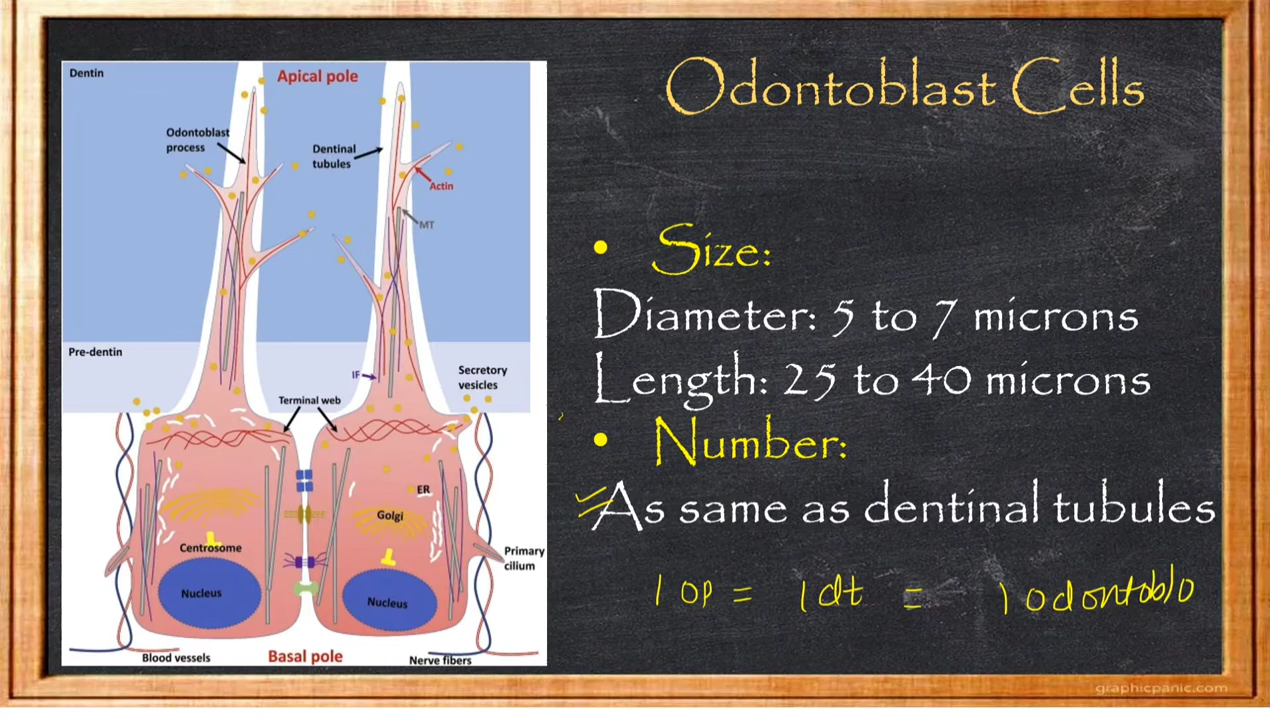 Dentin
Apical pole
Odontoblast
process
Dentinal
tubules
Actin
MT
Pre-dentin
IF
Secretory
vesicles
Terminal web
ER
Golgi
Centrosome
Primary
cilium
Nucleus
Nucleus
Blood vessels
Basal pole
Nerve fibers
Odontoblast Cells
• Size:
Diameter: 5 to 7 microns
Length: 25 to 40 microns
• Number:
As same as dentinal tubules
1 op = 1 dt = 1 odontoblo
graphicpanic.com